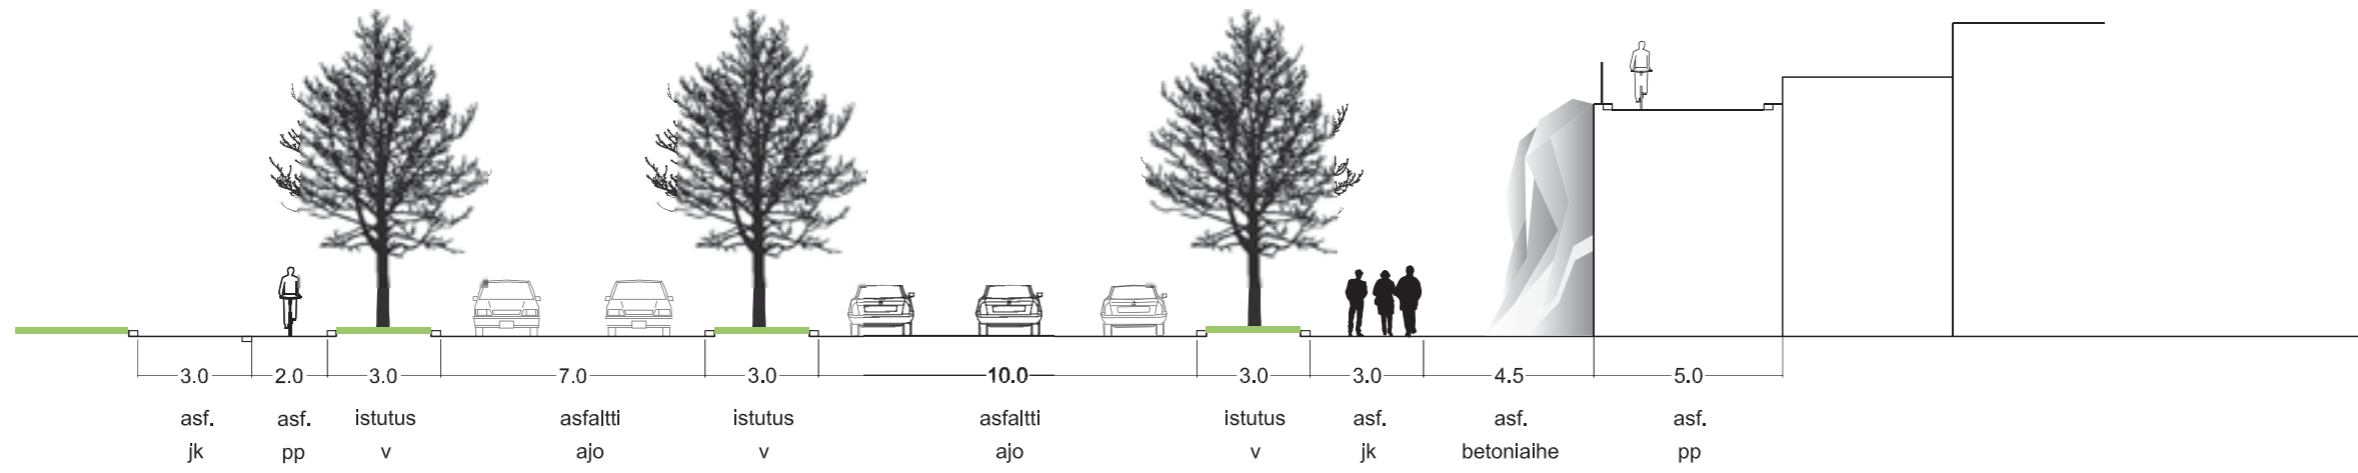 3.0 2.0 3.0 7.0 3.0 10.0 3.0 3.0 4.5 5.0
asf. asf. istutus asfaltti istutus asfaltti istutus asf. asf. asf.
jk pp v ajo v ajo v jk betoniaihe pp